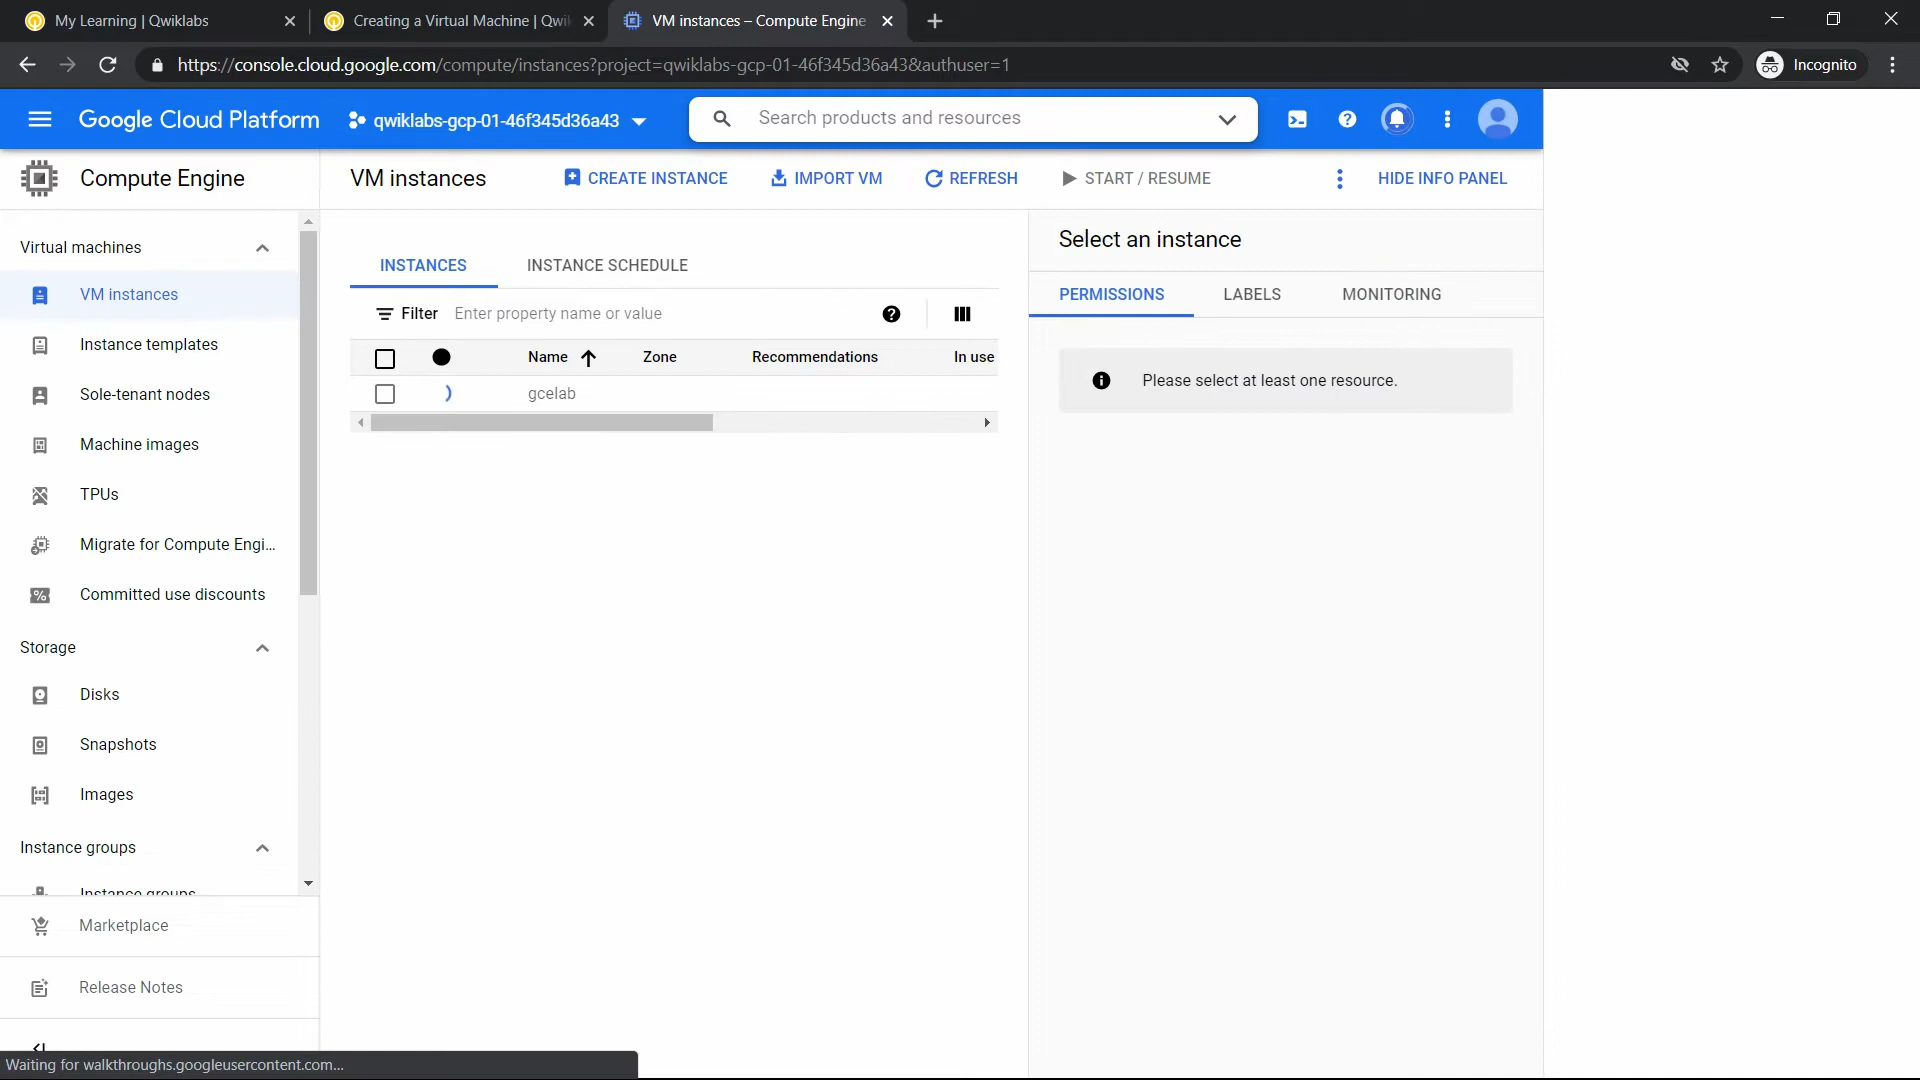 My Learning | Qwiklabs
Creating a Virtual Machine | Qwi
VM instances – Compute Engine
https://console.cloud.google.com/compute/instances?project=qwiklabs-gcp-01-46f345d36a43&authuser=1
Incognito
Google Cloud Platform
qwiklabs-gcp-01-46f345d36a43
Search products and resources
Compute Engine
VM instances
CREATE INSTANCE
IMPORT VM
REFRESH
START / RESUME
HIDE INFO PANEL
Virtual machines
VM instances
Instance templates
Sole-tenant nodes
Machine images
TPUs
Migrate for Compute Engi...
Committed use discounts
Storage
Disks
Snapshots
Images
Instance groups
Instance groups
Marketplace
Release Notes
INSTANCES
INSTANCE SCHEDULE
Filter
Enter property name or value
Name
Zone
Recommendations
In use
gcelab
Select an instance
PERMISSIONS
LABELS
MONITORING
Please select at least one resource.
Waiting for walkthroughs.googleusercontent.com...